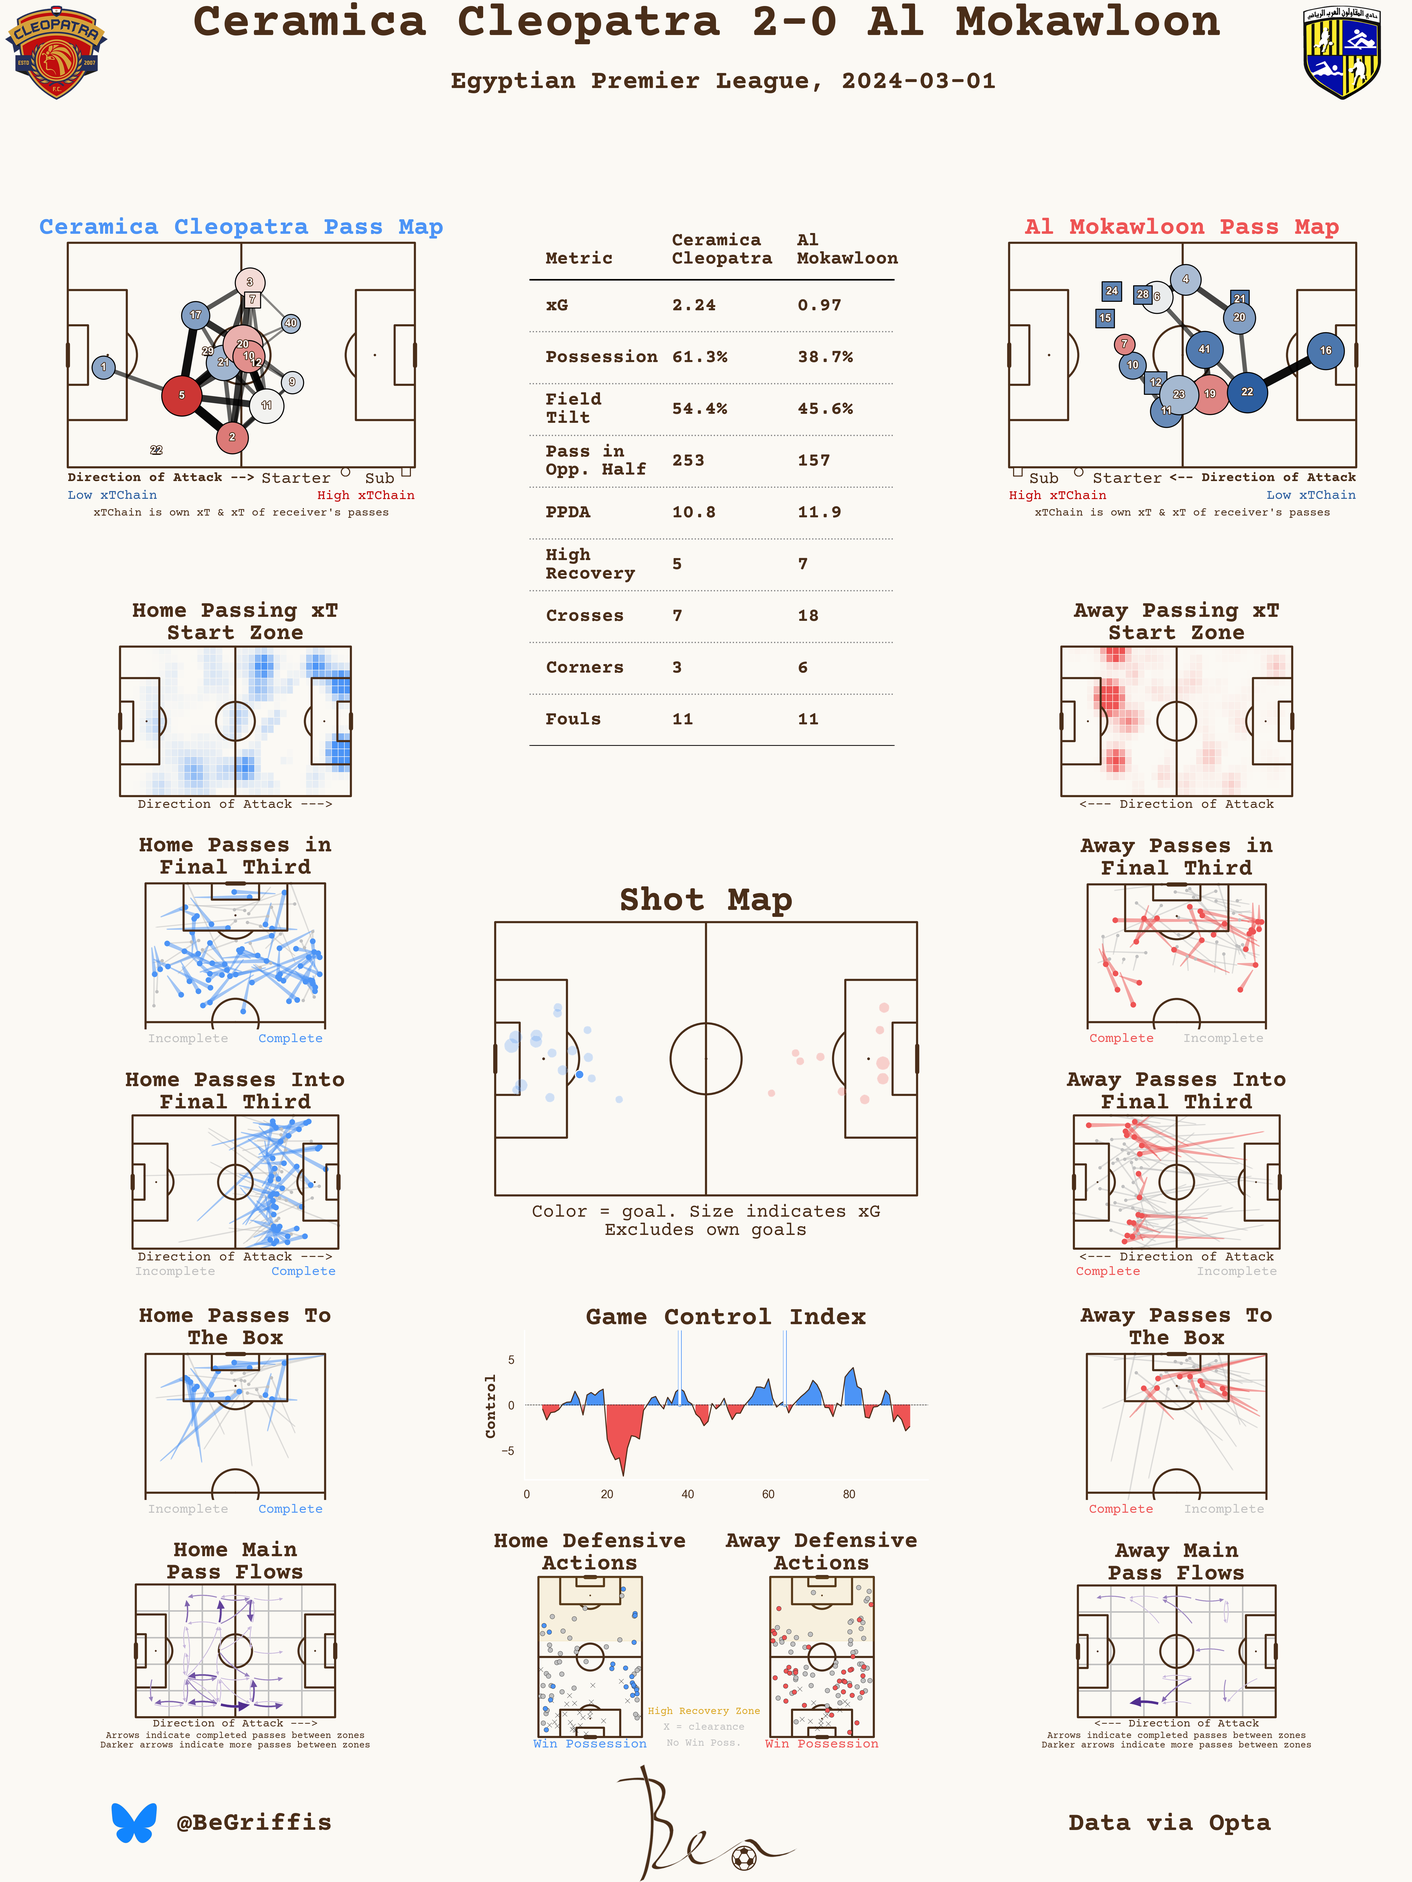 Ceramica Cleopatra 2-0 Al Mokawloon
Egyptian Premier League, 2024-03-01
CLEOPATRA
ESTD 2007
F.C.
نادي المقاولون العرب الرياضي
Ceramica Cleopatra Pass Map
3
7
17
40
20
29
10
12
21
1
9
5
11
2
22
Direction of Attack --> Starter Sub
Low xTChain High xTChain
xTChain is own xT & xT of receiver's passes
Metric Ceramica Cleopatra Al Mokawloon
xG 2.24 0.97
Possession 61.3% 38.7%
Field Tilt 54.4% 45.6%
Pass in Opp. Half 253 157
PPDA 10.8 11.9
High Recovery 5 7
Crosses 7 18
Corners 3 6
Fouls 11 11
Al Mokawloon Pass Map
4
24
28
6
21
15
20
7
41
16
10
12
23
19
22
11
Sub Starter <-- Direction of Attack
High xTChain Low xTChain
xTChain is own xT & xT of receiver's passes
Home Passing xT
Start Zone
Direction of Attack --->
Away Passing xT
Start Zone
<--- Direction of Attack
Home Passes in
Final Third
Incomplete Complete
Away Passes in
Final Third
Complete Incomplete
Shot Map
Color = goal. Size indicates xG
Excludes own goals
Home Passes Into
Final Third
Direction of Attack --->
Incomplete Complete
Away Passes Into
Final Third
<--- Direction of Attack
Complete Incomplete
Home Passes To
The Box
Incomplete Complete
Game Control Index
Control
5
0
−5
0 20 40 60 80
Away Passes To
The Box
Complete Incomplete
Home Main
Pass Flows
Direction of Attack --->
Arrows indicate completed passes between zones
Darker arrows indicate more passes between zones
Home Defensive
Actions
Win Possession
High Recovery Zone
X = clearance
No Win Poss.
Away Defensive
Actions
Win Possession
Away Main
Pass Flows
<--- Direction of Attack
Arrows indicate completed passes between zones
Darker arrows indicate more passes between zones
@BeGriffis
Ben
Data via Opta